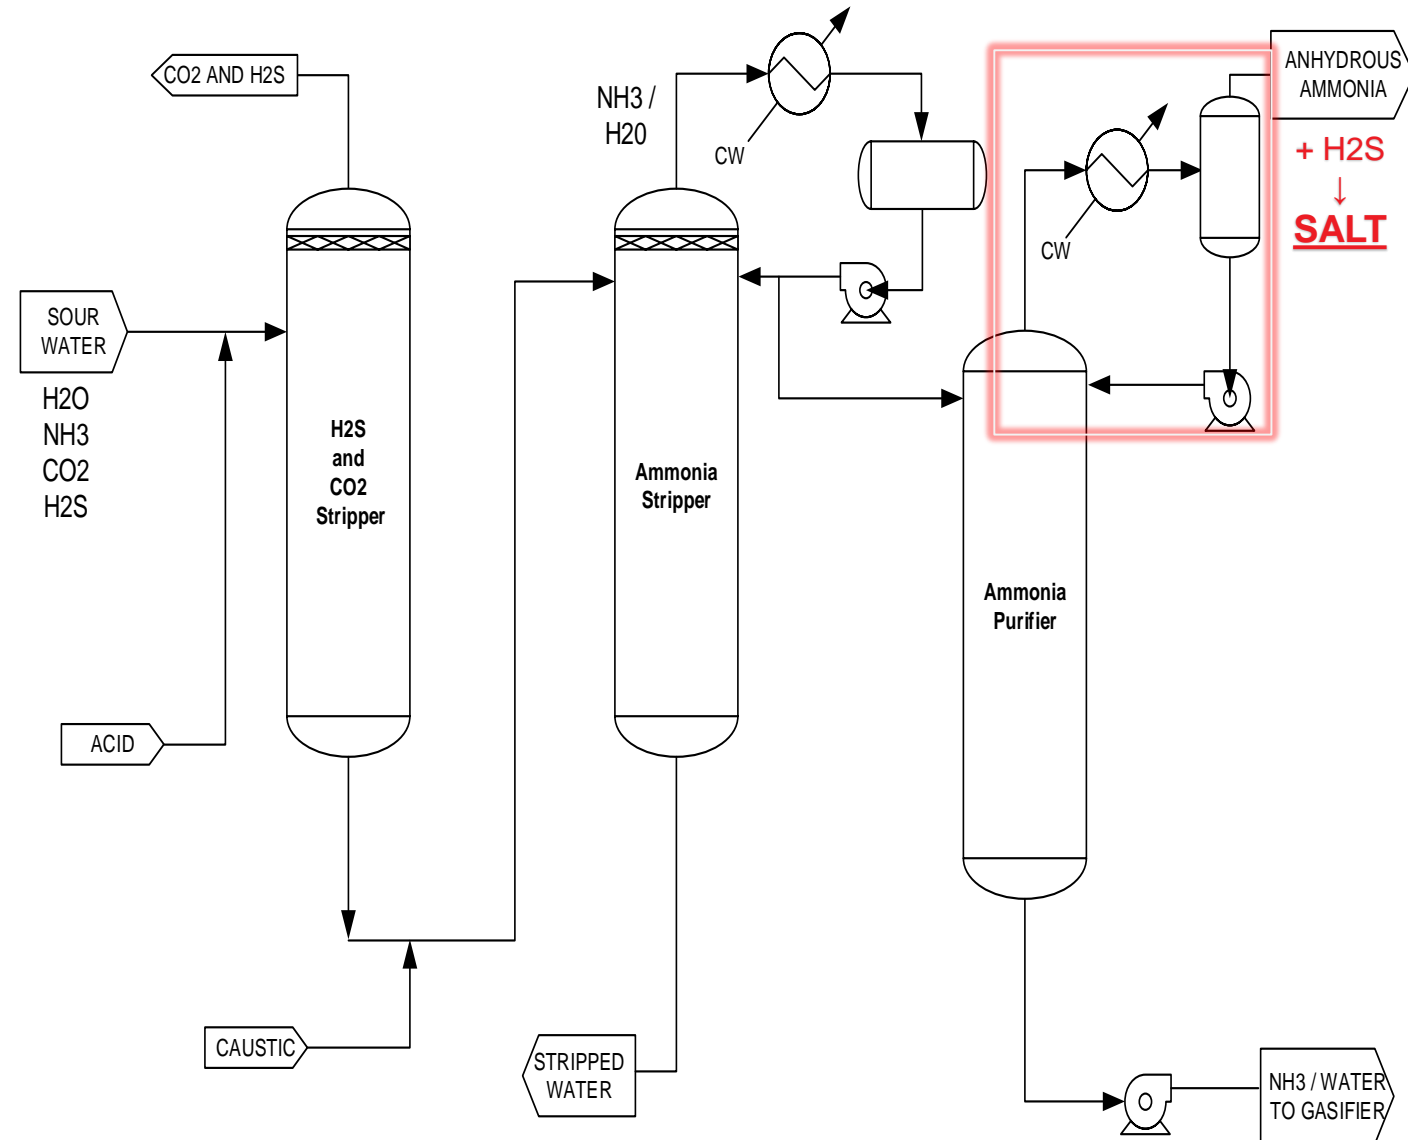 CO2 AND H2S
NH3 /
H20
CW
ANHYDROUS
AMMONIA
+ H2S
↓
SALT
CW
SOUR
WATER
H2O
NH3
CO2
H2S
H2S
and
CO2
Stripper
Ammonia
Stripper
Ammonia
Purifier
ACID
CAUSTIC
STRIPPED
WATER
NH3 / WATER
TO GASIFIER